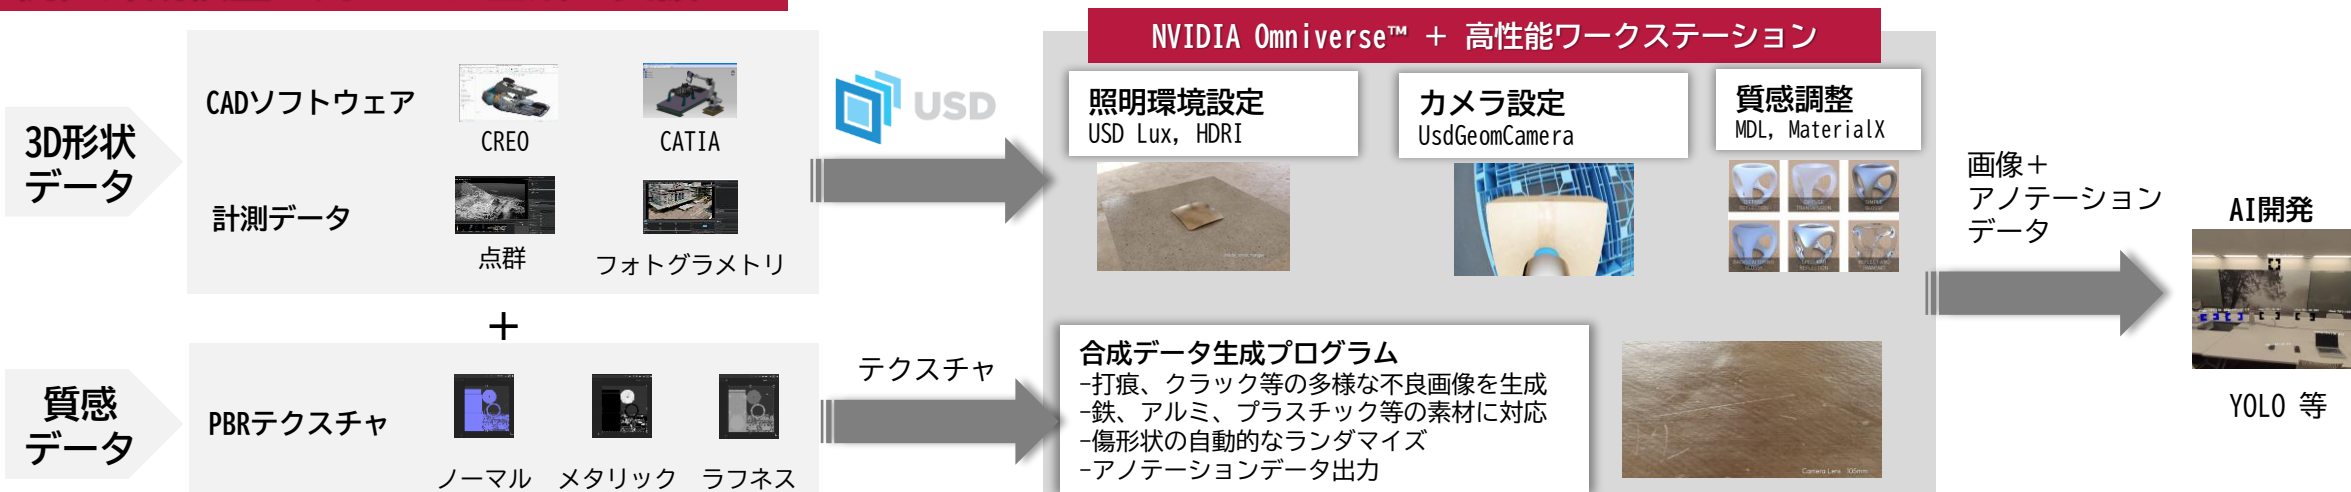 3D形状
データ
CADソフトウェア
CREO
CATIA
計測データ
点群
フォトグラメトリ
+
質感
データ
PBRテクスチャ
ノーマル
メタリック
ラフネス
USD
テクスチャ
NVIDIA Omniverse™ + 高性能ワークステーション
照明環境設定
USD Lux, HDRI
カメラ設定
UsdGeomCamera
質感調整
MDL, MaterialX
合成データ生成プログラム
-打痕、クラック等の多様な不良画像を生成
-鉄、アルミ、プラスチック等の素材に対応
-傷形状の自動的なランダマイズ
-アノテーションデータ出力
Camera Lens 105mm
画像+
アノテーション
データ
AI開発
YOLO 等